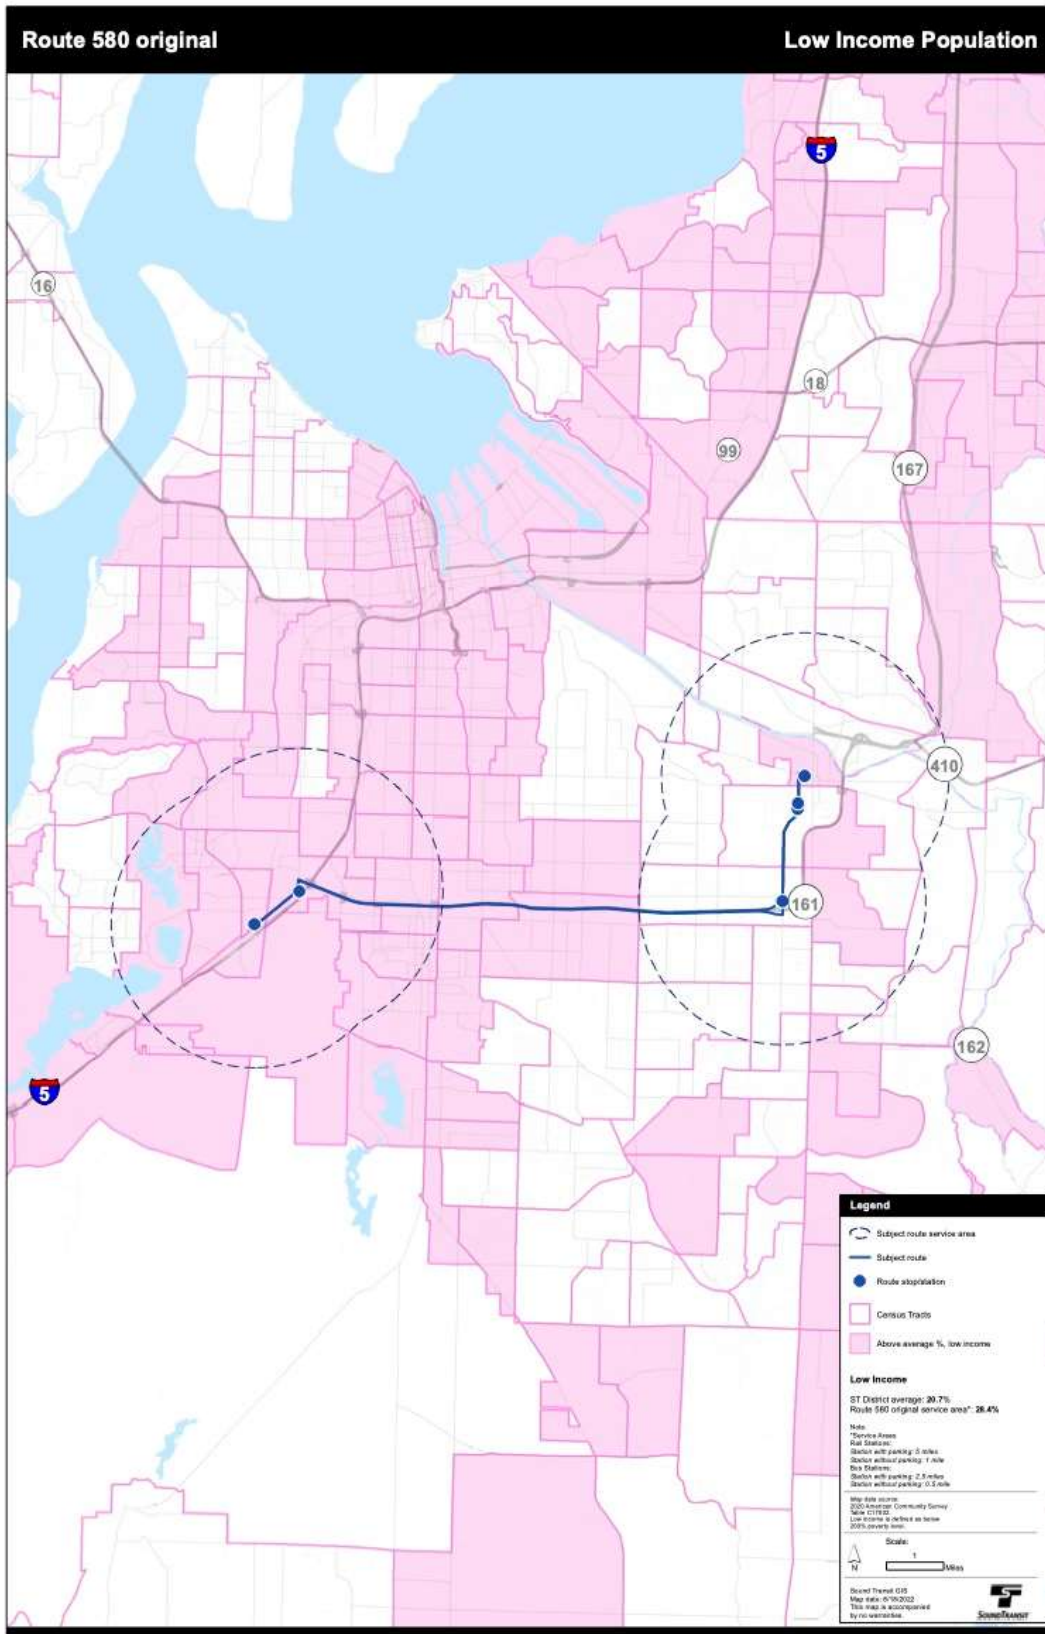 Route 580 original
Low Income Population
5
16
18
99
167
410
161
162
5
Legend
Subject route service area
Subject route
Route stop/station
Census Tracts
Above average %, low income
Low Income
ST District average: 20.7%
Route 580 original service area*: 28.4%
Note:
*Service Areas
Rail Stations:
Station with parking: 5 miles
Station without parking: 1 mile
Bus Stations:
Station with parking: 2.5 miles
Station without parking: 0.5 mile
Map data source:
2020 American Community Survey
Table C17002.
Low income is defined as below
200% poverty level.
Scale:
1
Miles
N
Sound Transit GIS
Map date:
This map is accompanied
by no warranties.
SOUNDTRANSIT